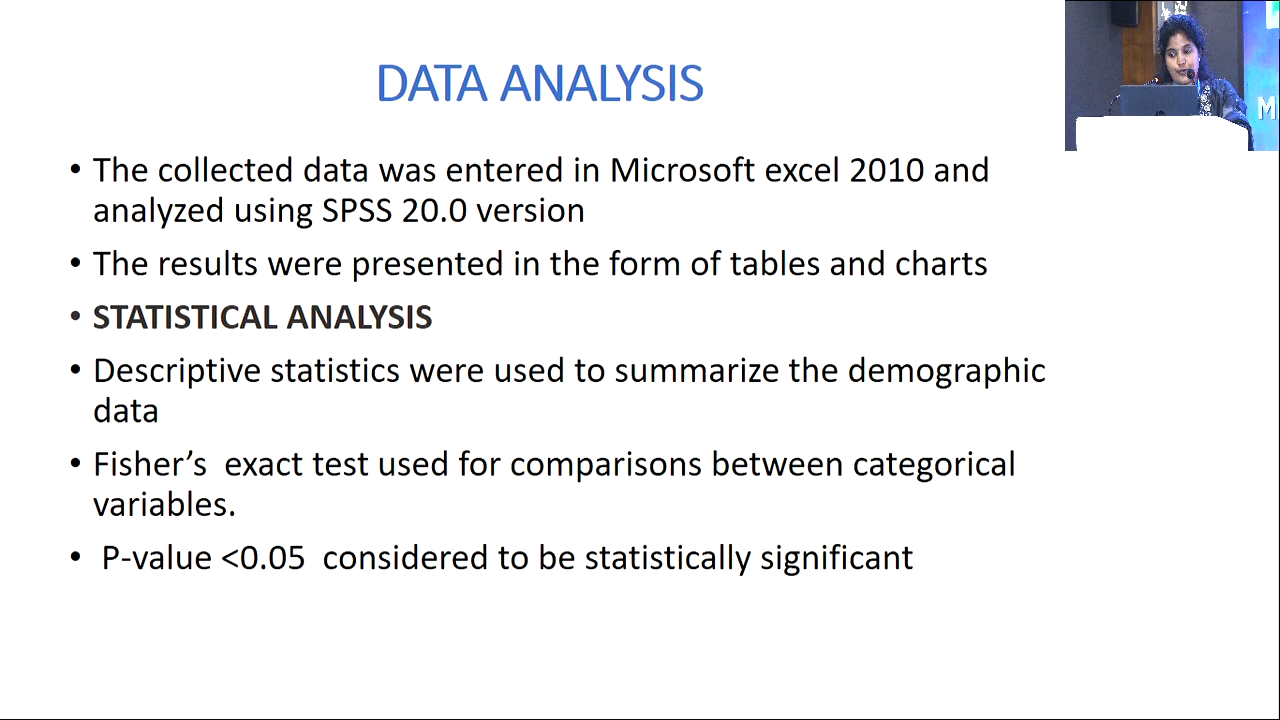 DATA ANALYSIS
M
• The collected data was entered in Microsoft excel 2010 and
analyzed using SPSS 20.0 version
• The results were presented in the form of tables and charts
• STATISTICAL ANALYSIS
• Descriptive statistics were used to summarize the demographic
data
• Fisher’s  exact test used for comparisons between categorical
variables.
•  P-value <0.05  considered to be statistically significant